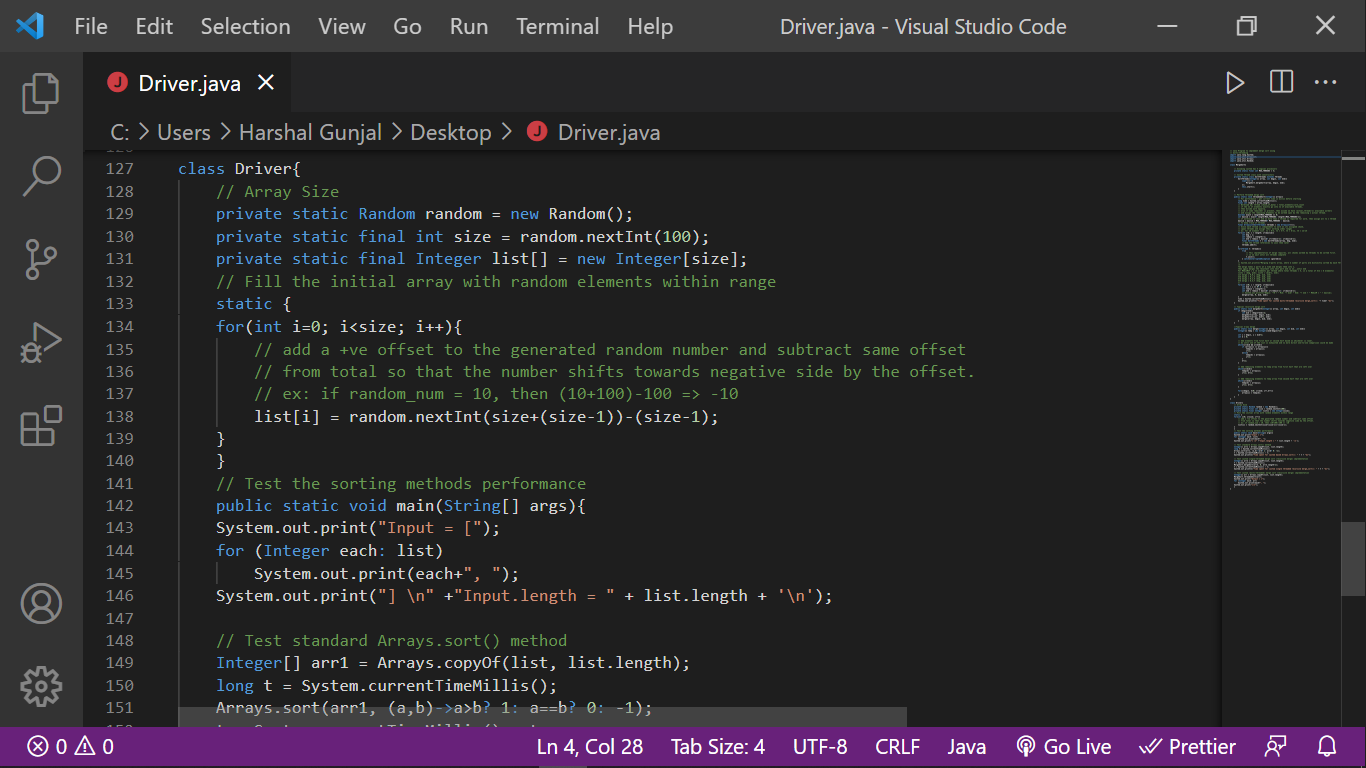 File Edit Selection View Go Run Terminal Help Driver.java - Visual Studio Code
J Driver.java
C: > Users > Harshal Gunjal > Desktop > J Driver.java
127 class Driver{
128 // Array Size
129 private static Random random = new Random();
130 private static final int size = random.nextInt(100);
131 private static final Integer list[] = new Integer[size];
132 // Fill the initial array with random elements within range
133 static {
134 for(int i=0; i<size; i++){
135 // add a +ve offset to the generated random number and subtract same offset
136 // from total so that the number shifts towards negative side by the offset.
137 // ex: if random_num = 10, then (10+100)-100 => -10
138 list[i] = random.nextInt(size+(size-1))-(size-1);
139 }
140 }
141 // Test the sorting methods performance
142 public static void main(String[] args){
143 System.out.print("Input = [");
144 for (Integer each: list)
145 System.out.print(each+", ");
146 System.out.print("] \n" +"Input.length = " + list.length + '\n');
147
148 // Test standard Arrays.sort() method
149 Integer[] arr1 = Arrays.copyOf(list, list.length);
150 long t = System.currentTimeMillis();
151 Arrays.sort(arr1, (a,b)->a>b? 1: a==b? 0: -1);
0 0 Ln 4, Col 28 Tab Size: 4 UTF-8 CRLF Java Go Live Prettier